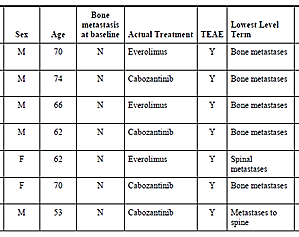 Sex Age Bone metastasis at baseline Actual Treatment TEAE Lowest Level Term
M 70 N Everolimus Y Bone metastases
M 74 N Cabozantinib Y Bone metastases
M 66 N Everolimus Y Bone metastases
M 62 N Cabozantinib Y Bone metastases
F 62 N Everolimus Y Spinal metastases
F 70 N Cabozantinib Y Bone metastases
M 53 N Cabozantinib Y Metastases to spine